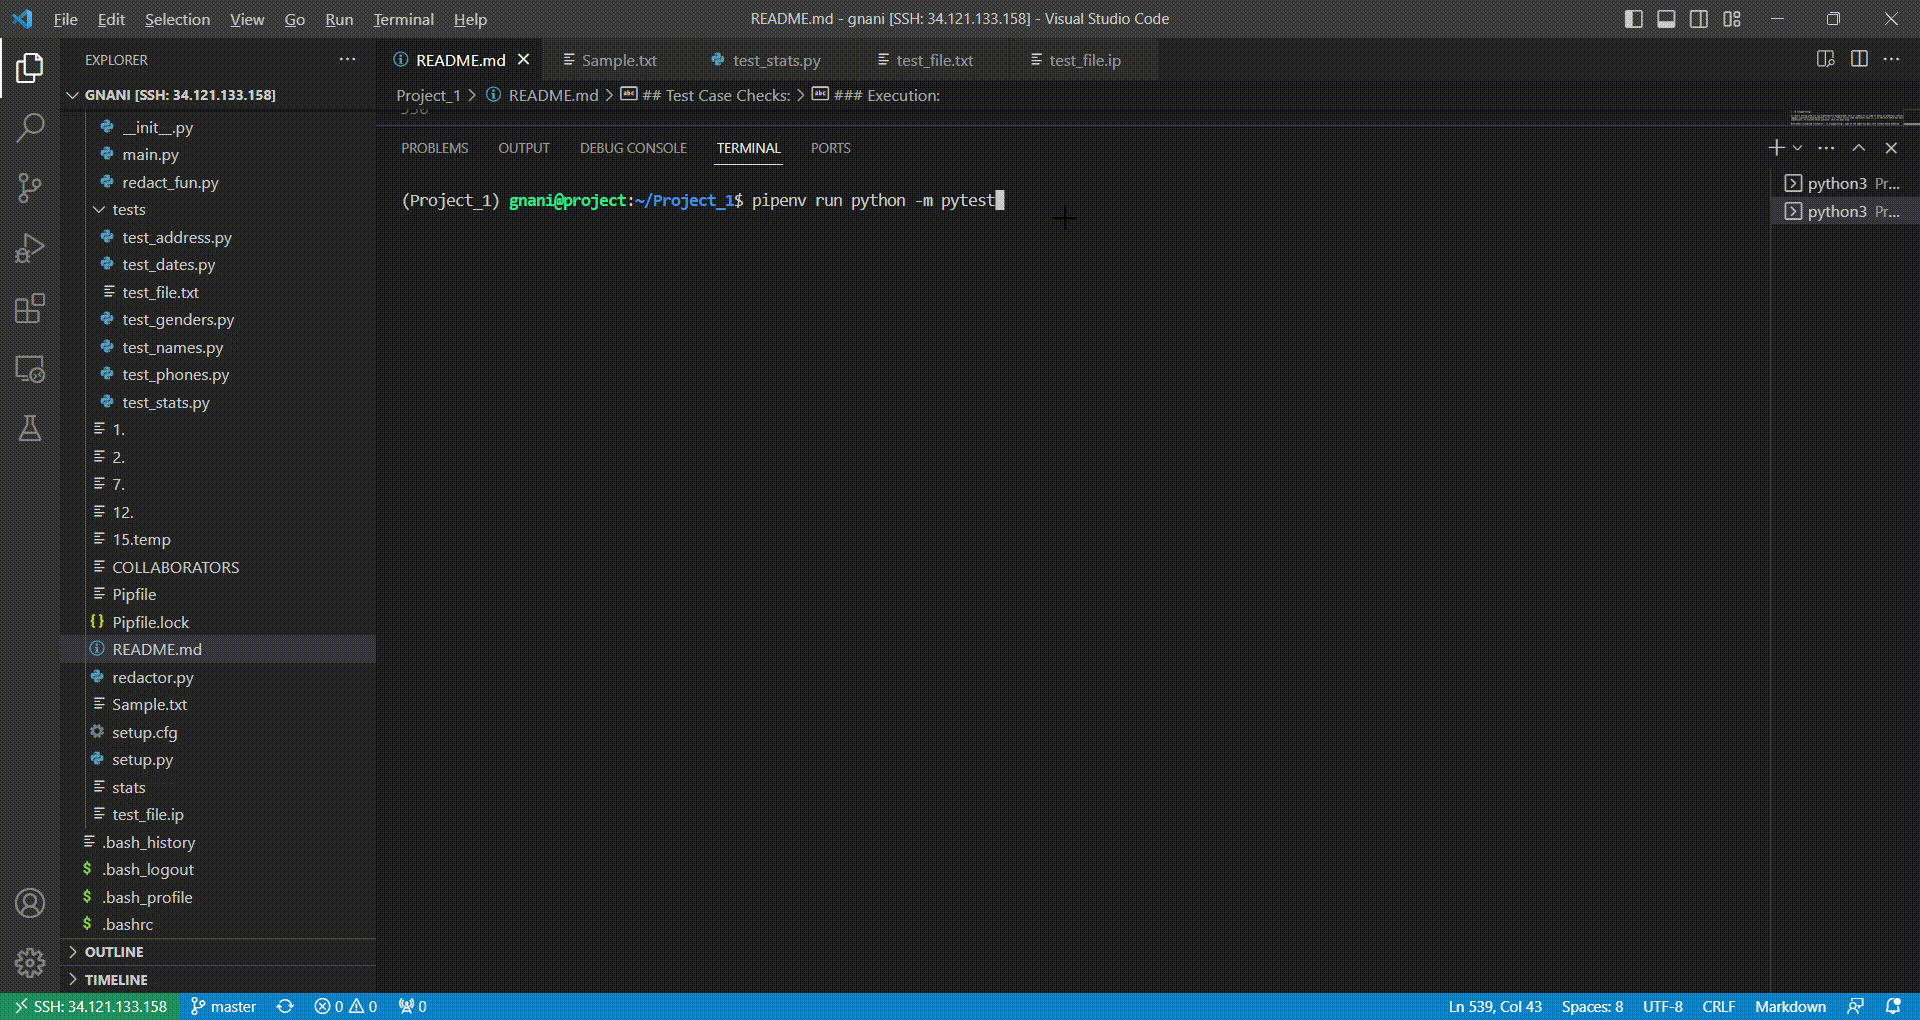 File Edit Selection View Go Run Terminal Help
README.md - gnani [SSH: 34.121.133.158] - Visual Studio Code
EXPLORER
GNANI [SSH: 34.121.133.158]
__init__.py
main.py
redact_fun.py
tests
test_address.py
test_dates.py
test_file.txt
test_genders.py
test_names.py
test_phones.py
test_stats.py
1.
2.
7.
12.
15.temp
COLLABORATORS
Pipfile
Pipfile.lock
README.md
redactor.py
Sample.txt
setup.cfg
setup.py
stats
test_file.ip
.bash_history
.bash_logout
.bash_profile
.bashrc
OUTLINE
TIMELINE
README.md Sample.txt test_stats.py test_file.txt test_file.ip
Project_1 > README.md > ## Test Case Checks: > ### Execution:
PROBLEMS OUTPUT DEBUG CONSOLE TERMINAL PORTS
(Project_1) gnani@project:~/Project_1$ pipenv run python -m pytest
python3 Pr...
python3 Pr...
SSH: 34.121.133.158 master 0 0 0 Ln 539, Col 43 Spaces: 8 UTF-8 CRLF Markdown